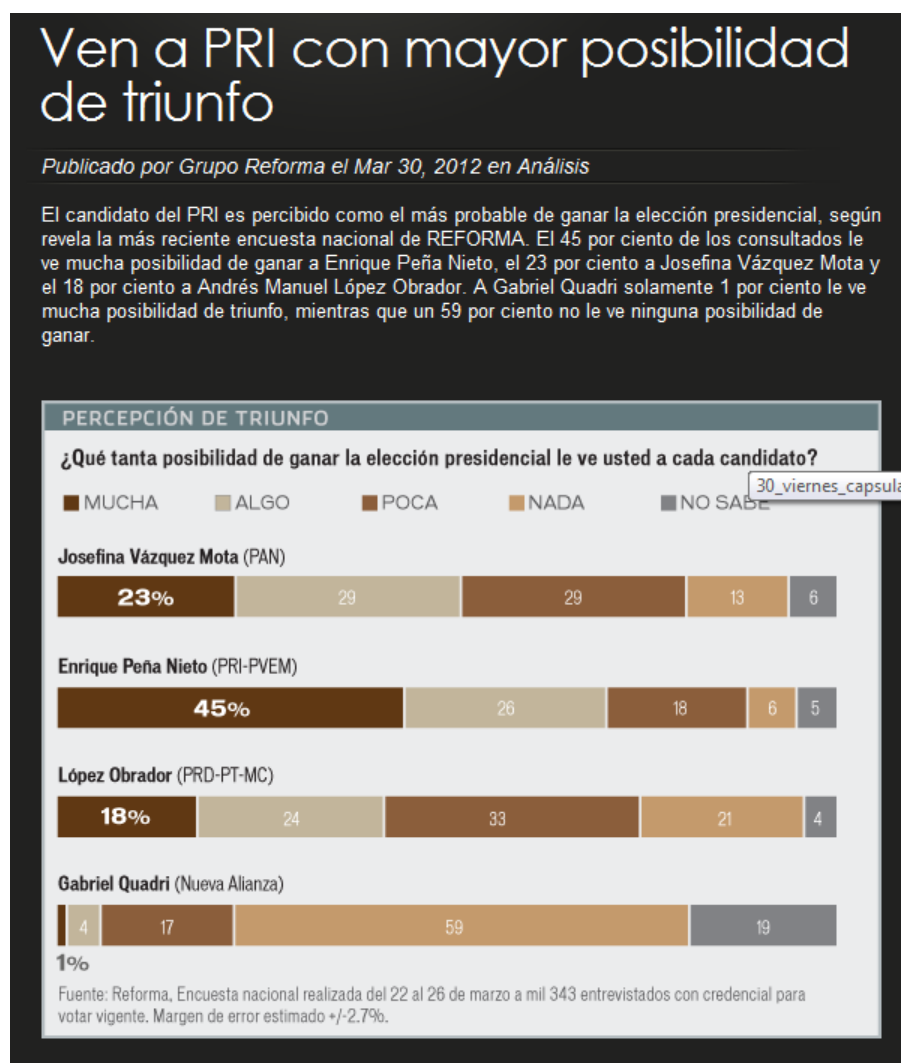 Ven a PRI con mayor posibilidad
de triunfo
Publicado por Grupo Reforma el Mar 30, 2012 en Análisis
El candidato del PRI es percibido como el más probable de ganar la elección presidencial, según
revela la más reciente encuesta nacional de REFORMA. El 45 por ciento de los consultados le
ve mucha posibilidad de ganar a Enrique Peña Nieto, el 23 por ciento a Josefina Vázquez Mota y
el 18 por ciento a Andrés Manuel López Obrador. A Gabriel Quadri solamente 1 por ciento le ve
mucha posibilidad de triunfo, mientras que un 59 por ciento no le ve ninguna posibilidad de
ganar.
PERCEPCIÓN DE TRIUNFO
¿Qué tanta posibilidad de ganar la elección presidencial le ve usted a cada candidato?
30_viernes_capsula
MUCHA ALGO POCA NADA NO SABE
Josefina Vázquez Mota (PAN)
23% 29 29 13 6
Enrique Peña Nieto (PRI-PVEM)
45% 26 18 6 5
López Obrador (PRD-PT-MC)
18% 24 33 21 4
Gabriel Quadri (Nueva Alianza)
4 17 59 19
1%
Fuente: Reforma, Encuesta nacional realizada del 22 al 26 de marzo a mil 343 entrevistados con credencial para
votar vigente. Margen de error estimado +/-2.7%.